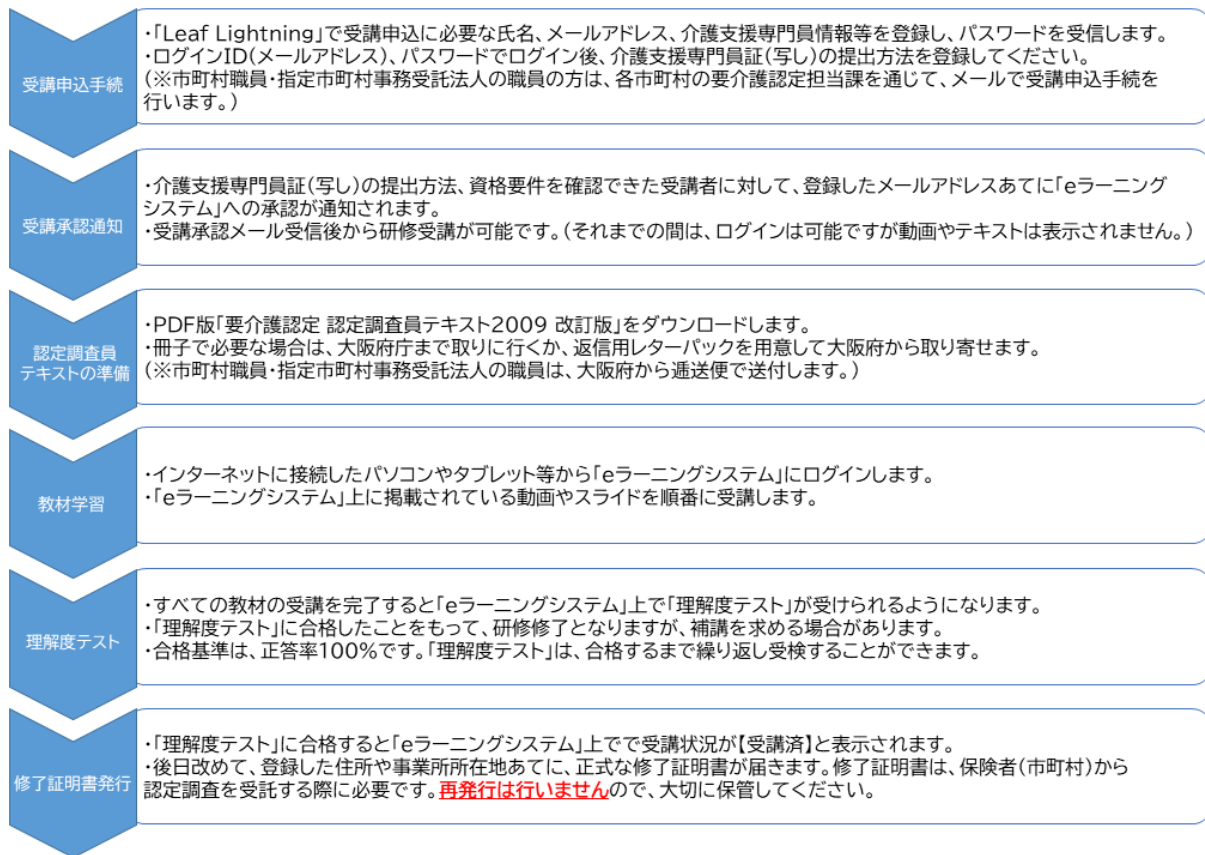 受講申込手続
・「Leaf Lightning」で受講申込に必要な氏名、メールアドレス、介護支援専門員情報等を登録し、パスワードを受信します。
・ログインID(メールアドレス)、パスワードでログイン後、介護支援専門員証(写し)の提出方法を登録してください。
(※市町村職員・指定市町村事務受託法人の職員の方は、各市町村の要介護認定担当課を通じて、メールで受講申込手続を
行います。)
受講承認通知
・介護支援専門員証(写し)の提出方法、資格要件を確認できた受講者に対して、登録したメールアドレスあてに「eラーニング
システム」への承認が通知されます。
・受講承認メール受信後から研修受講が可能です。(それまでの間は、ログインは可能ですが動画やテキストは表示されません。)
認定調査員
テキストの準備
・PDF版「要介護認定 認定調査員テキスト2009 改訂版」をダウンロードします。
・冊子で必要な場合は、大阪府庁まで取りに行くか、返信用レターパックを用意して大阪府から取り寄せます。
(※市町村職員・指定市町村事務受託法人の職員は、大阪府から逓送便で送付します。)
教材学習
・インターネットに接続したパソコンやタブレット等から「eラーニングシステム」にログインします。
・「eラーニングシステム」上に掲載されている動画やスライドを順番に受講します。
理解度テスト
・すべての教材の受講を完了すると「eラーニングシステム」上で「理解度テスト」が受けられるようになります。
・「理解度テスト」に合格したことをもって、研修修了となりますが、補講を求める場合があります。
・合格基準は、正答率100%です。「理解度テスト」は、合格するまで繰り返し受検することができます。
修了証明書発行
・「理解度テスト」に合格すると「eラーニングシステム」上でで受講状況が【受講済】と表示されます。
・後日改めて、登録した住所や事業所所在地あてに、正式な修了証明書が届きます。修了証明書は、保険者(市町村)から
認定調査を受託する際に必要です。再発行は行いませんので、大切に保管してください。